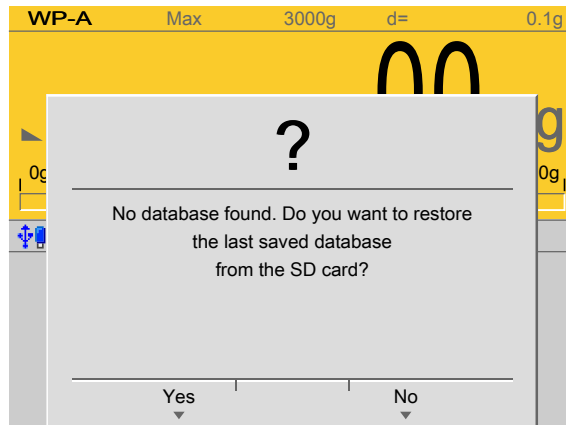 WP-A Max 3000g d= 0.1g
00
g
0g 0g
?
No database found. Do you want to restore
the last saved database
from the SD card?
Yes No